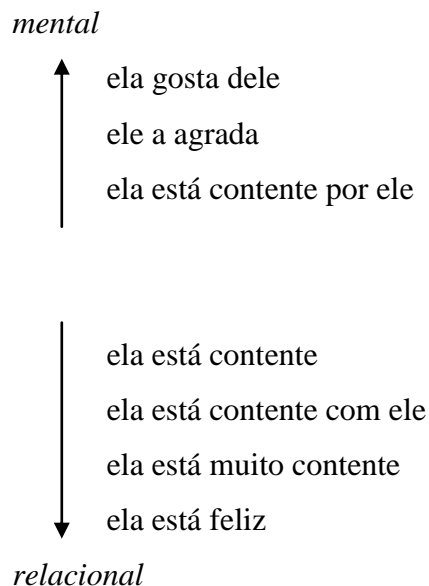 mental
ela gosta dele
ele a agrada
ela está contente por ele
ela está contente
ela está contente com ele
ela está muito contente
ela está feliz
relacional